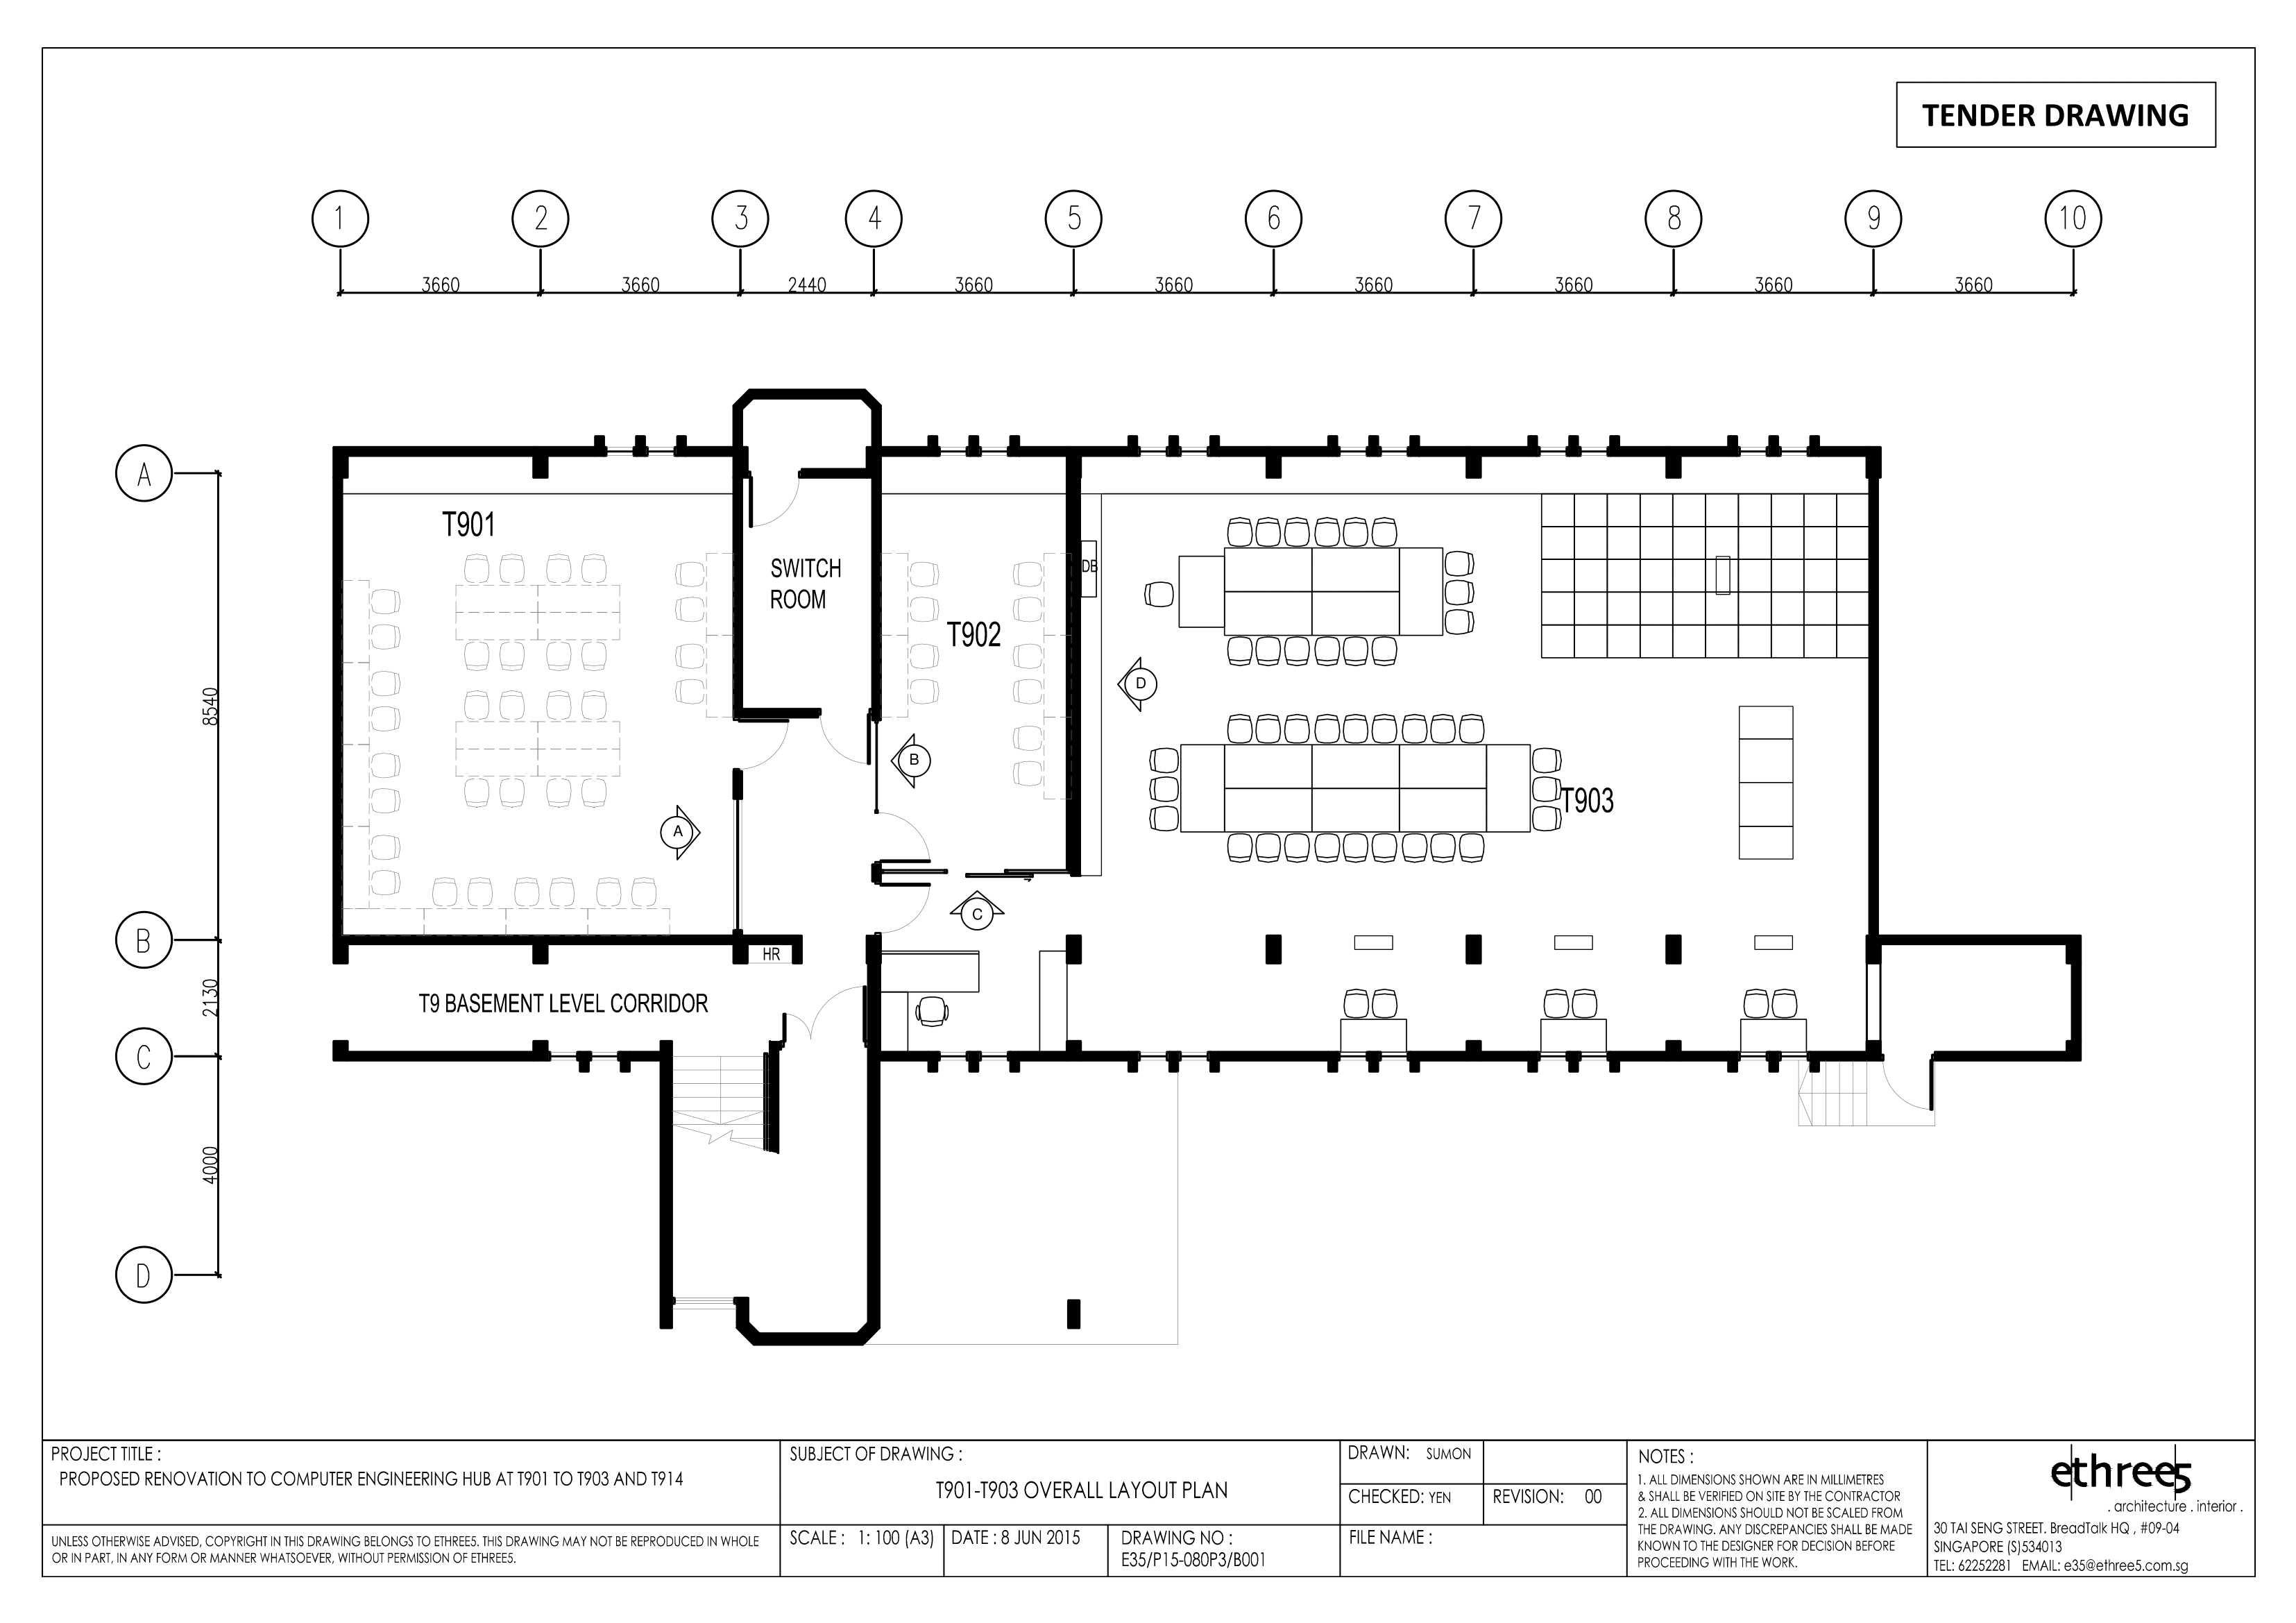 TENDER DRAWING
1 2 3 4 5 6 7 8 9 10
3660 3660 2440 3660 3660 3660 3660 3660 3660
A
T901
SWITCH
ROOM
DB
T902
D
8540
B
T903
A
B
C
HR
2130
T9 BASEMENT LEVEL CORRIDOR
C
4000
D
PROJECT TITLE :
PROPOSED RENOVATION TO COMPUTER ENGINEERING HUB AT T901 TO T903 AND T914
UNLESS OTHERWISE ADVISED, COPYRIGHT IN THIS DRAWING BELONGS TO ETHREE5. THIS DRAWING MAY NOT BE REPRODUCED IN WHOLE
OR IN PART, IN ANY FORM OR MANNER WHATSOEVER, WITHOUT PERMISSION OF ETHREE5.
SUBJECT OF DRAWING :
T901-T903 OVERALL LAYOUT PLAN
SCALE : 1: 100 (A3)
DATE : 8 JUN 2015
DRAWING NO :
E35/P15-080P3/B001
DRAWN: SUMON
CHECKED: YEN
REVISION: 00
FILE NAME :
NOTES :
1. ALL DIMENSIONS SHOWN ARE IN MILLIMETRES
& SHALL BE VERIFIED ON SITE BY THE CONTRACTOR
2. ALL DIMENSIONS SHOULD NOT BE SCALED FROM
THE DRAWING. ANY DISCREPANCIES SHALL BE MADE
KNOWN TO THE DESIGNER FOR DECISION BEFORE
PROCEEDING WITH THE WORK.
ethree5
. architecture . interior .
30 TAI SENG STREET. BreadTalk HQ , #09-04
SINGAPORE (S)534013
TEL: 62252281 EMAIL: e35@ethree5.com.sg